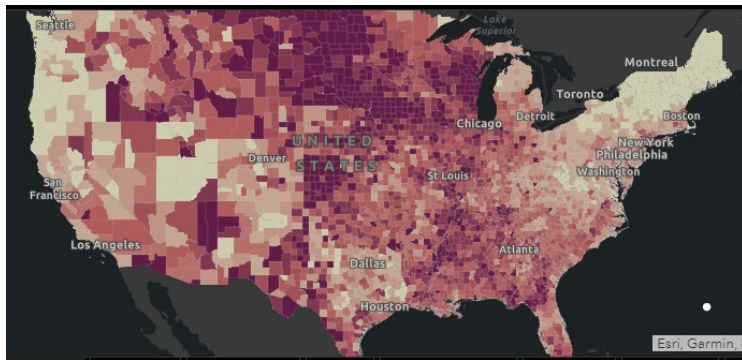 Seattle
Lake
Superior
Montreal
Toronto
Boston
Chicago
Detroit
New York
Philadelphia
UNITED
STATES
Denver
St Louis
Washington
San
Francisco
Los Angeles
Atlanta
Dallas
Houston
Esri, Garmin,